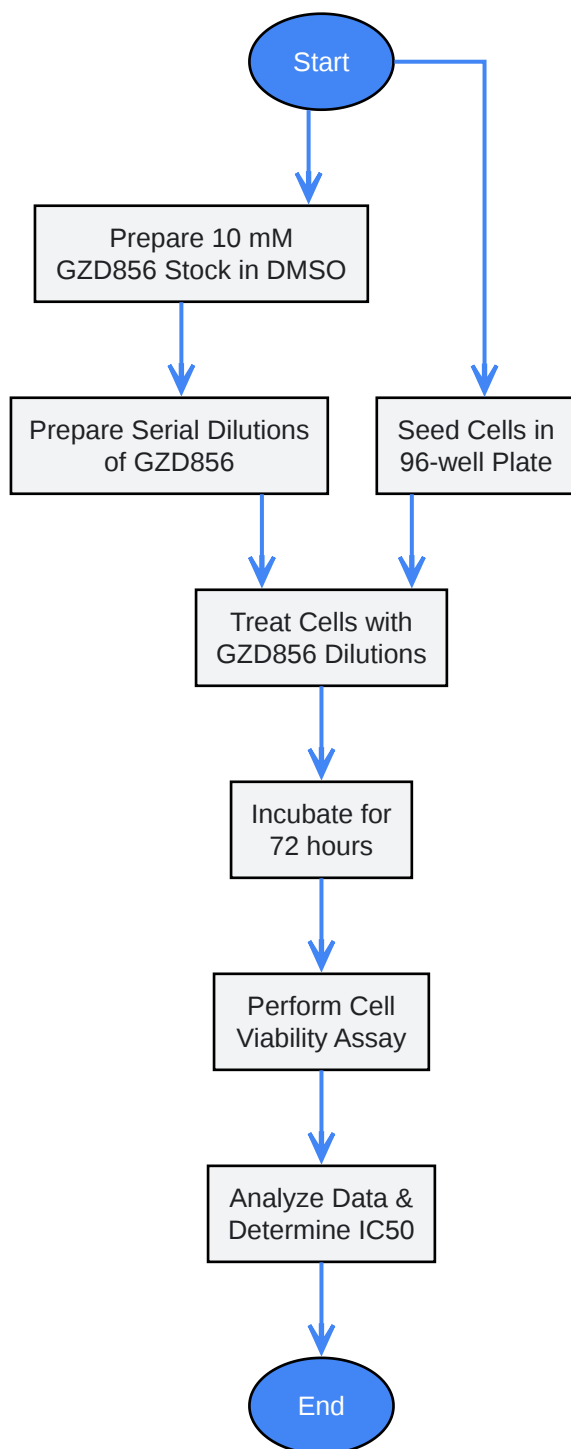 Start
Prepare 10 mM
GZD856 Stock in DMSO
Prepare Serial Dilutions
of GZD856
Seed Cells in
96-well Plate
Treat Cells with
GZD856 Dilutions
Incubate for
72 hours
Perform Cell
Viability Assay
Analyze Data &
Determine IC50
End